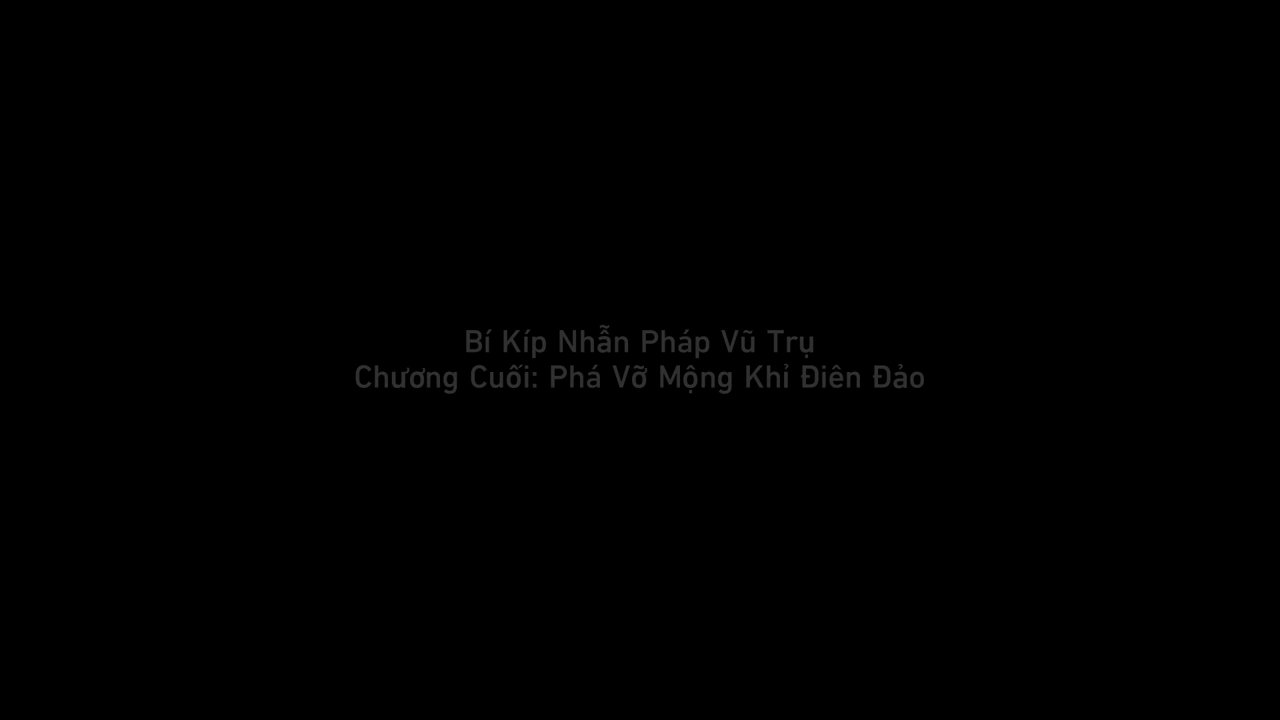 Bí Kíp Nhẫn Pháp Vũ Trụ
Chương Cuối: Phá Vỡ Mộng Khỉ Điên Đảo